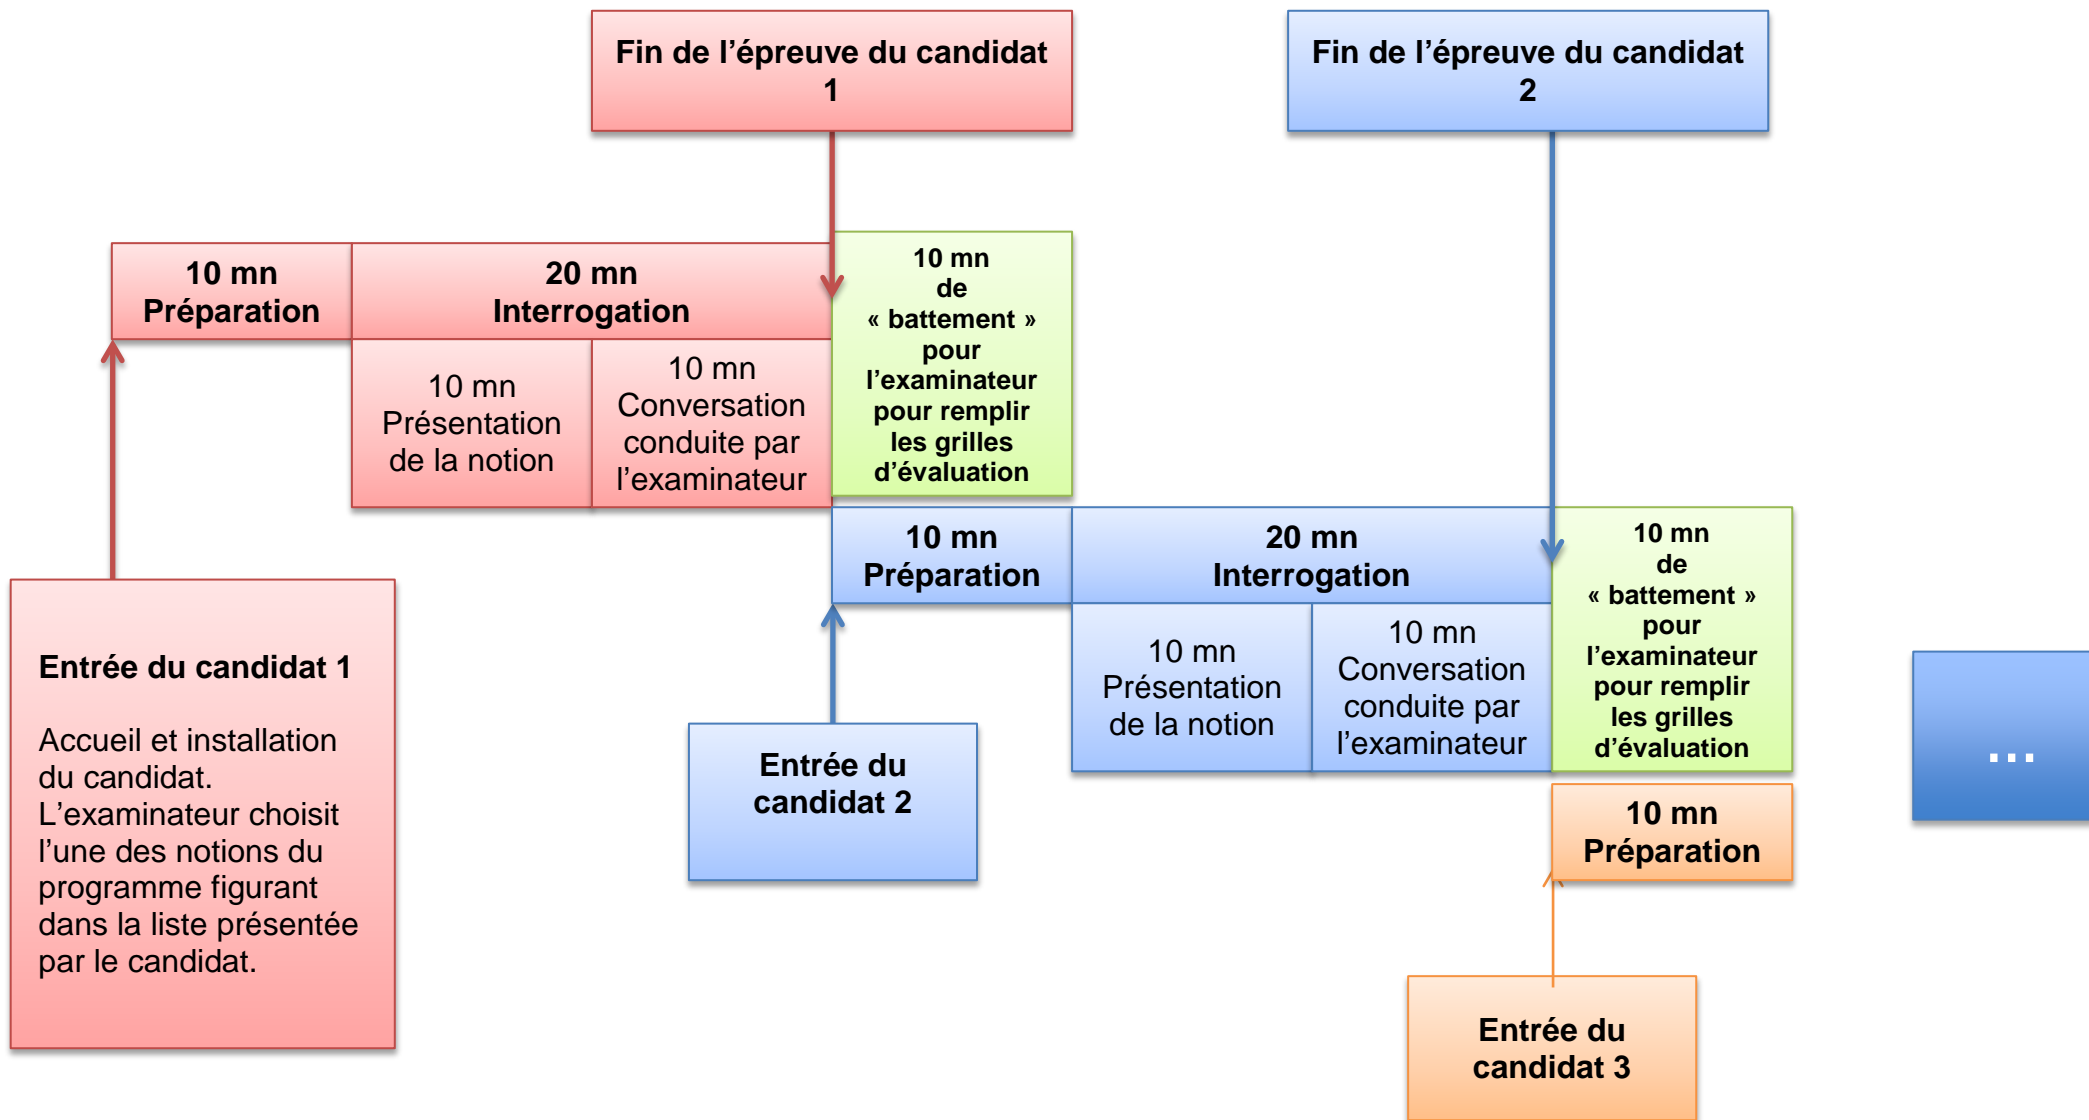 Fin de l’épreuve du candidat
1
Fin de l’épreuve du candidat
2
10 mn
Préparation
20 mn
Interrogation
10 mn
de
« battement »
pour
l’examinateur
pour remplir
les grilles
d’évaluation
10 mn
Présentation
de la notion
10 mn
Conversation
conduite par
l’examinateur
10 mn
Préparation
20 mn
Interrogation
10 mn
de
« battement »
pour
l’examinateur
pour remplir
les grilles
d’évaluation
10 mn
Présentation
de la notion
10 mn
Conversation
conduite par
l’examinateur
Entrée du candidat 1
Accueil et installation
du candidat.
L’examinateur choisit
l’une des notions du
programme figurant
dans la liste présentée
par le candidat.
Entrée du
candidat 2
...
10 mn
Préparation
Entrée du
candidat 3